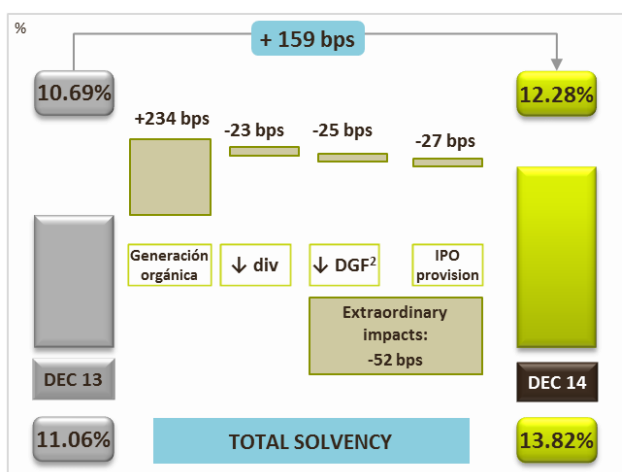 %
+ 159 bps
10.69%
12.28%
+234 bps
-23 bps
-25 bps
-27 bps
Generación
orgánica
↓ div
↓ DGF²
IPO
provision
Extraordinary
impacts:
-52 bps
DEC 13
DEC 14
11.06%
TOTAL SOLVENCY
13.82%